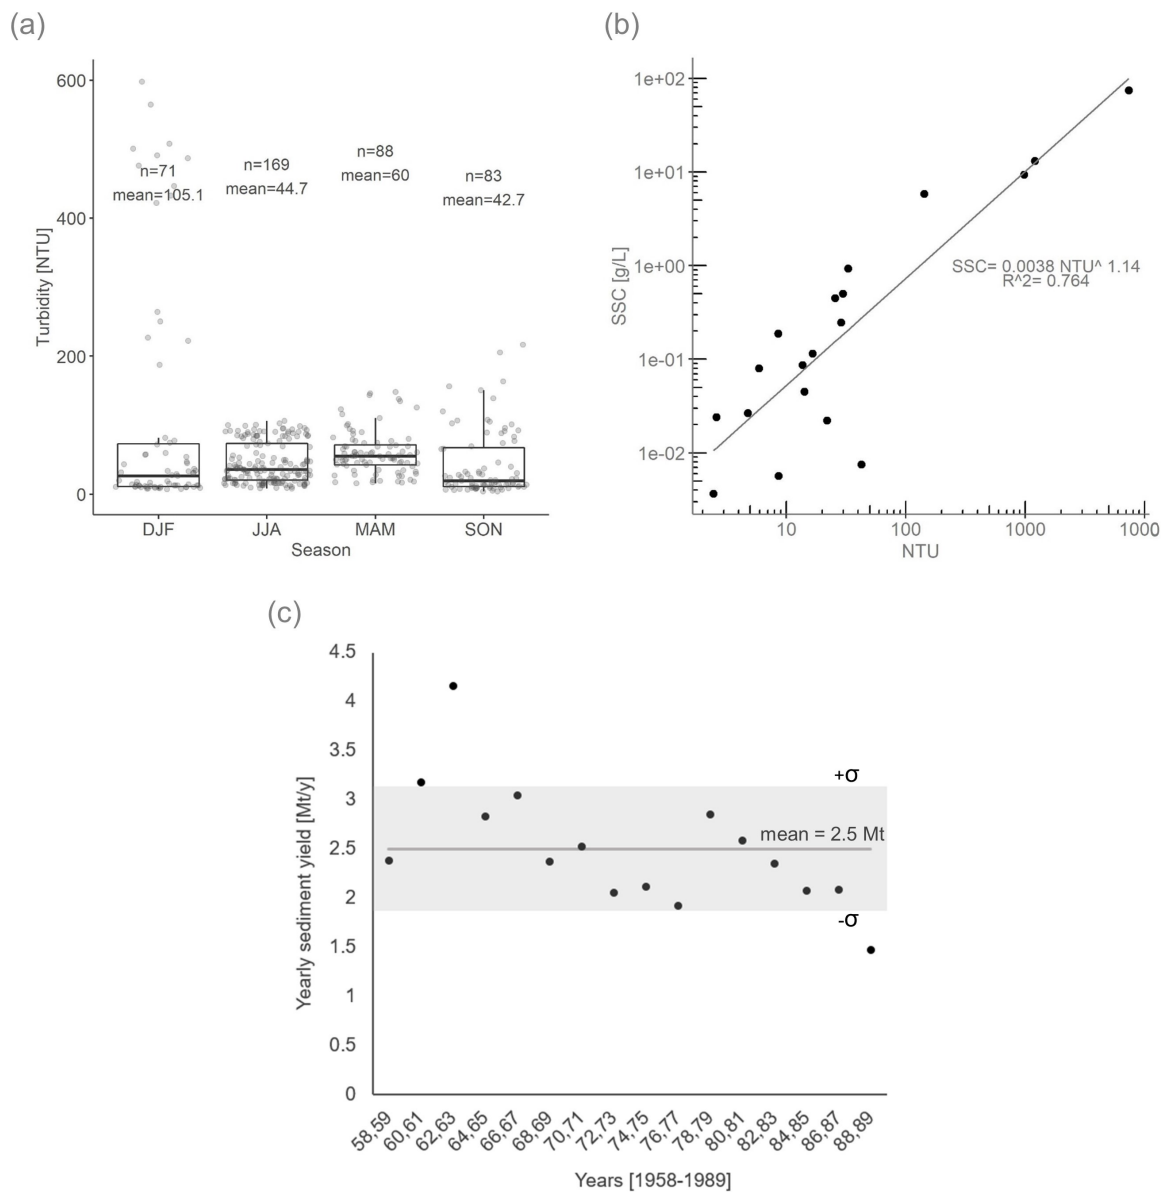 (a)
600
400
200
0
Turbidity [NTU]
n=71
mean=105.1
n=169
mean=44.7
n=88
mean=60
n=83
mean=42.7
DJF
JJA
MAM
SON
Season
(b)
1e+02
1e+01
1e+00
1e-01
1e-02
SSC [g/L]
SSC= 0.0038 NTU^ 1.14
R^2= 0.764
10
100
1000
10000
NTU
(c)
4.5
4
3.5
3
2.5
2
1.5
1
0.5
0
Yearly sediment yield [Mt/y]
+σ
mean = 2.5 Mt
-σ
58,59
60,61
62,63
64,65
66,67
68,69
70,71
72,73
74,75
76,77
78,79
80,81
82,83
84,85
86,87
88,89
Years [1958-1989]